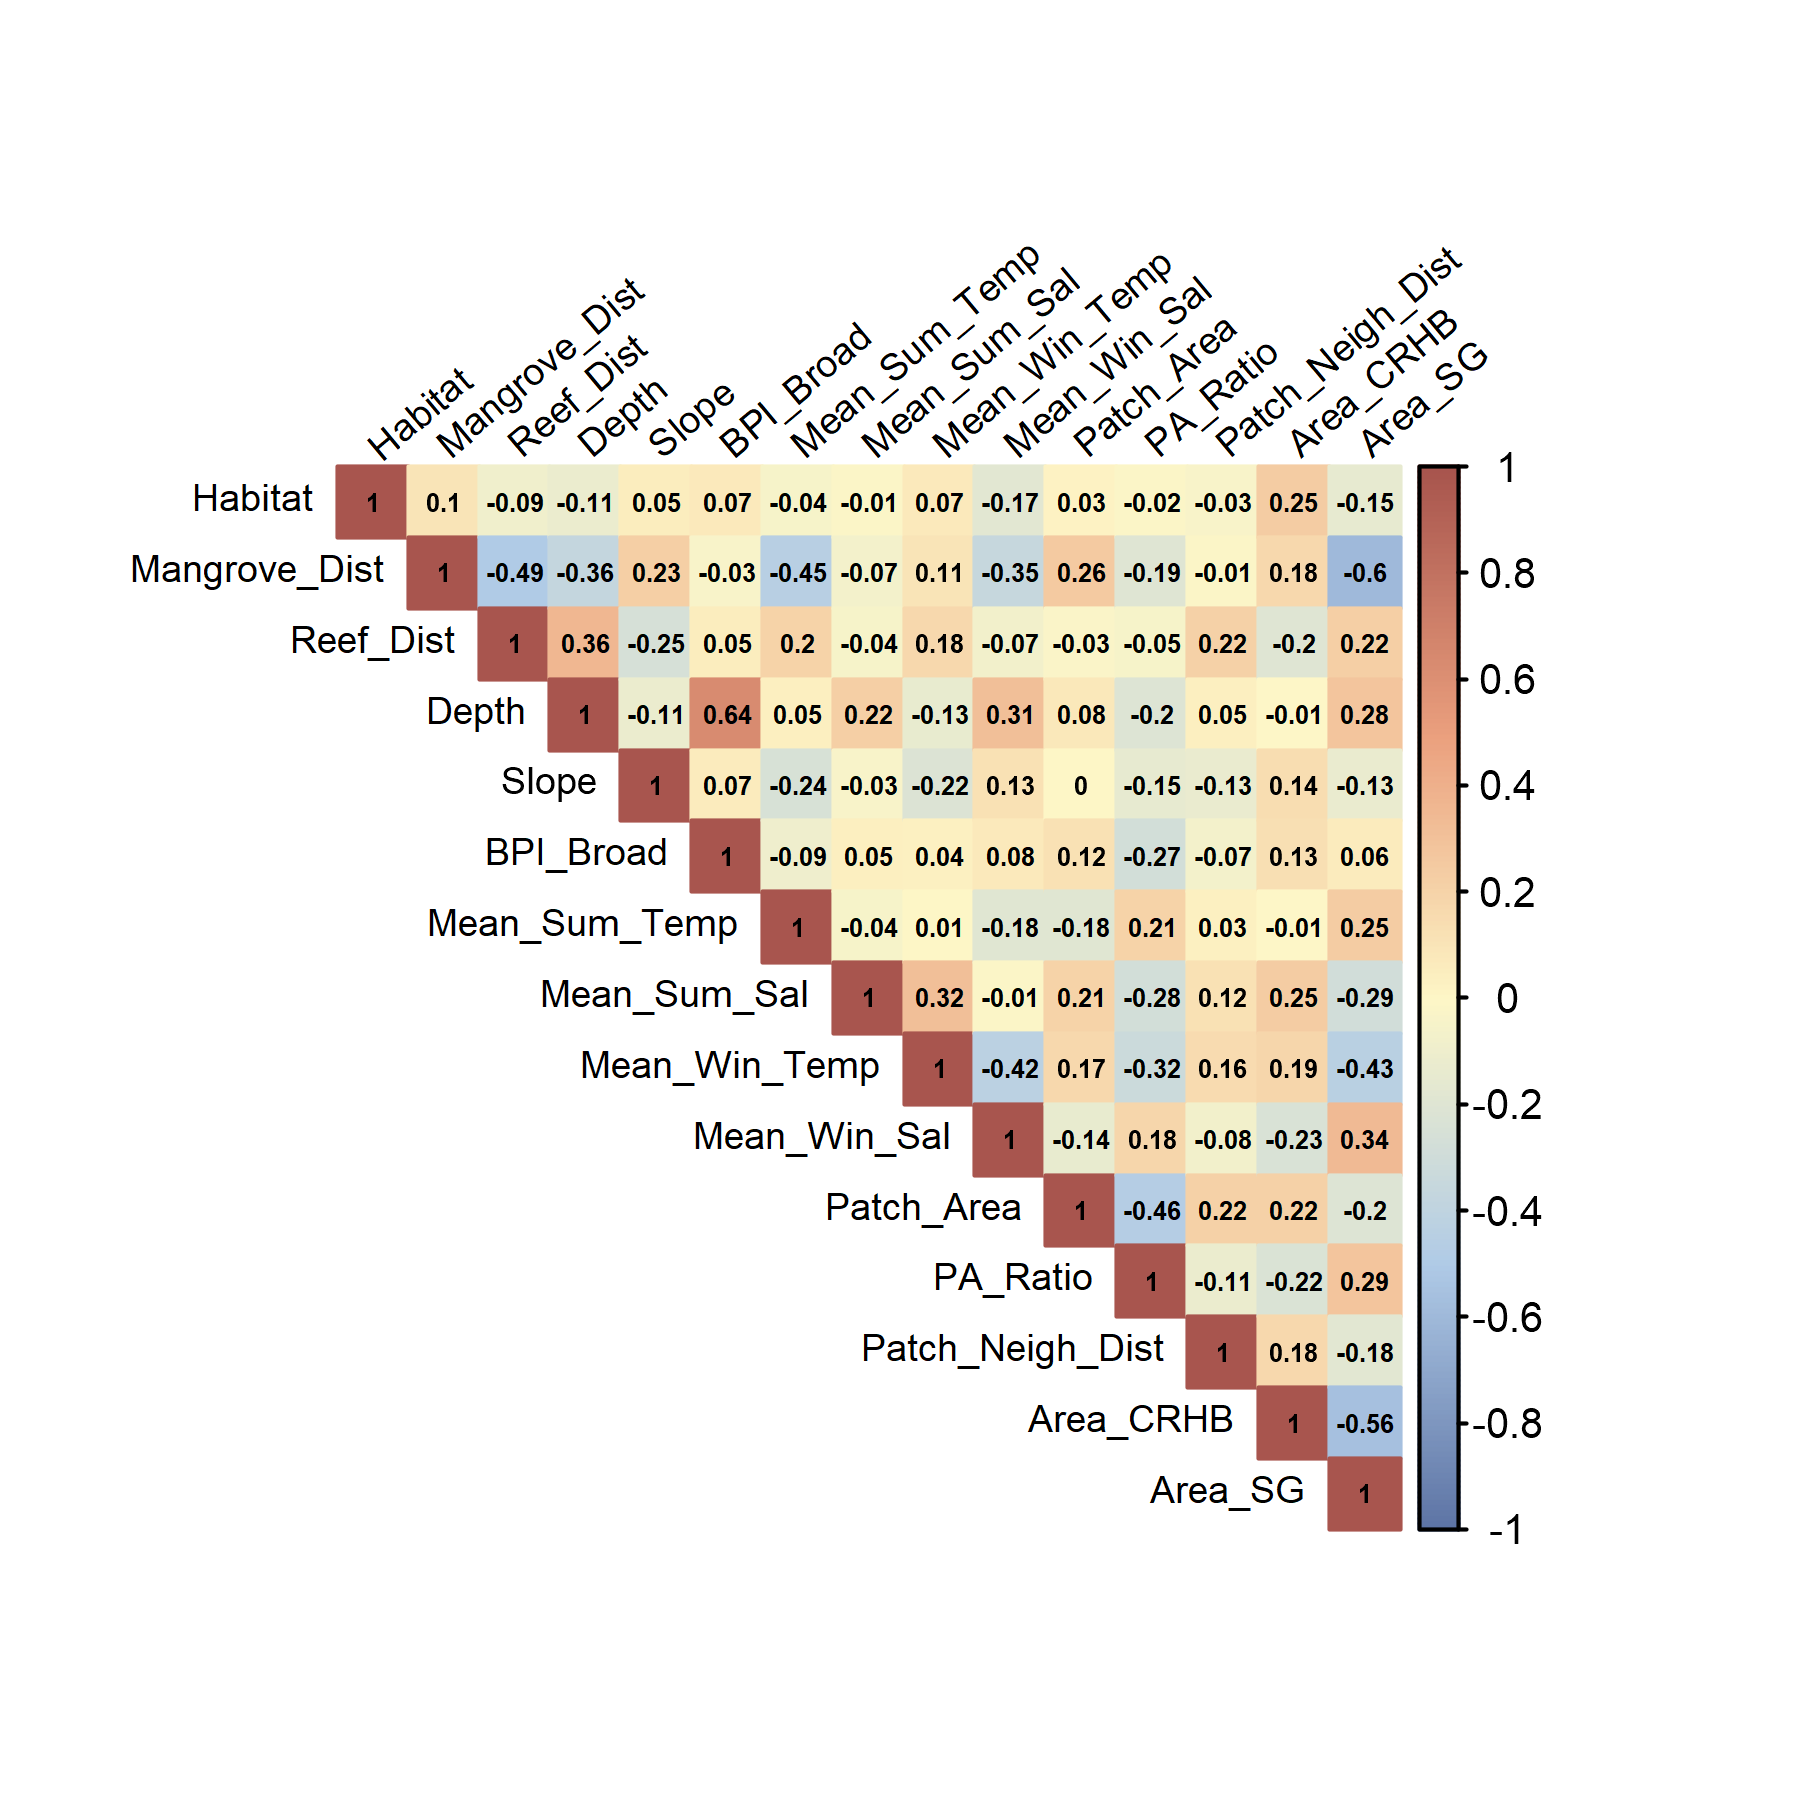 Habitat
Mangrove_Dist
Reef_Dist
Depth
Slope
BPI_Broad
Mean_Sum_Temp
Mean_Sum_Sal
Mean_Win_Temp
Mean_Win_Sal
Patch_Area
PA_Ratio
Patch_Neigh_Dist
Area_CRHB
Area_SG
Habitat 1 0.1 -0.09 -0.11 0.05 0.07 -0.04 -0.01 0.07 -0.17 0.03 -0.02 -0.03 0.25 -0.15
Mangrove_Dist 1 -0.49 -0.36 0.23 -0.03 -0.45 -0.07 0.11 -0.35 0.26 -0.19 -0.01 0.18 -0.6
Reef_Dist 1 0.36 -0.25 0.05 0.2 -0.04 0.18 -0.07 -0.03 -0.05 0.22 -0.2 0.22
Depth 1 -0.11 0.64 0.05 0.22 -0.13 0.31 0.08 -0.2 0.05 -0.01 0.28
Slope 1 0.07 -0.24 -0.03 -0.22 0.13 0 -0.15 -0.13 0.14 -0.13
BPI_Broad 1 -0.09 0.05 0.04 0.08 0.12 -0.27 -0.07 0.13 0.06
Mean_Sum_Temp 1 -0.04 0.01 -0.18 -0.18 0.21 0.03 -0.01 0.25
Mean_Sum_Sal 1 0.32 -0.01 0.21 -0.28 0.12 0.25 -0.29
Mean_Win_Temp 1 -0.42 0.17 -0.32 0.16 0.19 -0.43
Mean_Win_Sal 1 -0.14 0.18 -0.08 -0.23 0.34
Patch_Area 1 -0.46 0.22 0.22 -0.2
PA_Ratio 1 -0.11 -0.22 0.29
Patch_Neigh_Dist 1 0.18 -0.18
Area_CRHB 1 -0.56
Area_SG 1
1
0.8
0.6
0.4
0.2
0
-0.2
-0.4
-0.6
-0.8
-1